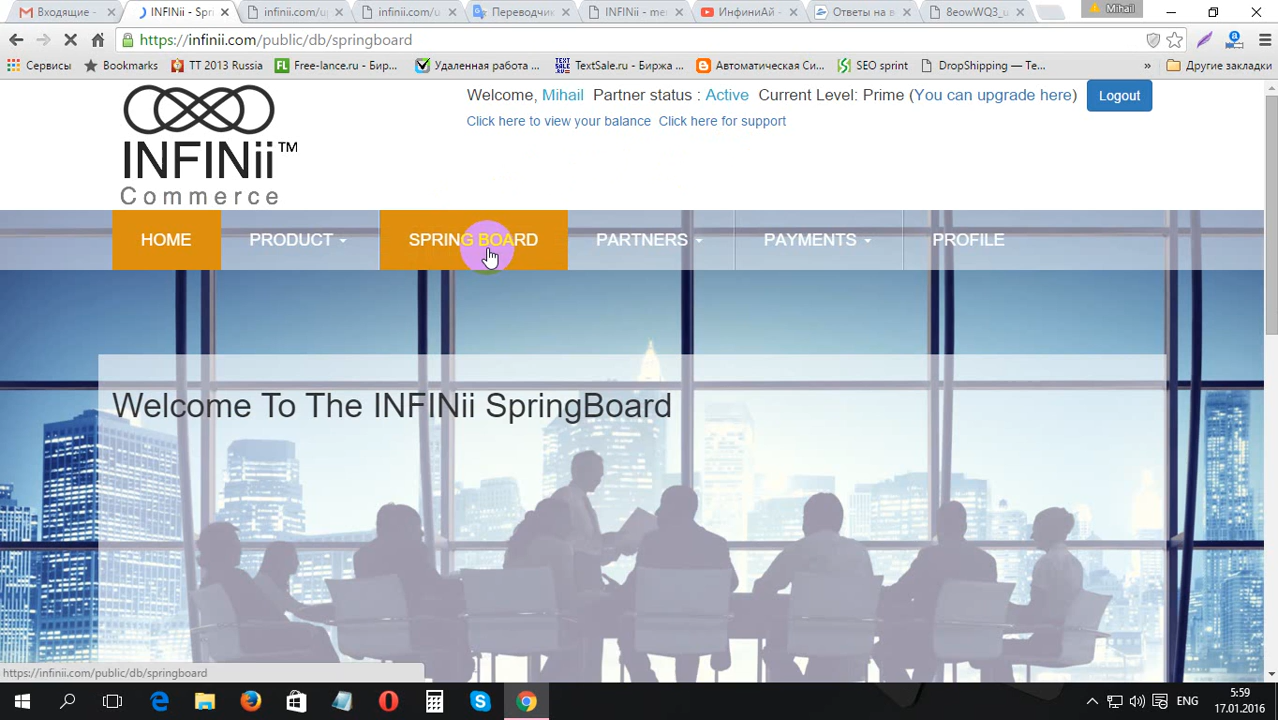 Входящие -
INFINii - Spr
infinii.com/u
infinii.com/u
Переводчик
INFINii - me
ИнфиниАй -
Ответы на в
8eowWQ3_u
Mihail
https://infinii.com/public/db/springboard
Сервисы
Bookmarks
TT 2013 Russia
Free-lance.ru - Бир...
Удаленная работа ...
TextSale.ru - Биржа ...
Автоматическая Си...
SEO sprint
DropShipping — Те...
»
Другие закладки
INFINii™
Commerce
Welcome, Mihail Partner status : Active Current Level: Prime (You can upgrade here)
Logout
Click here to view your balance Click here for support
HOME
PRODUCT
SPRING BOARD
PARTNERS
PAYMENTS
PROFILE
Welcome To The INFINii SpringBoard
https://infinii.com/public/db/springboard
ENG
5:59
17.01.2016